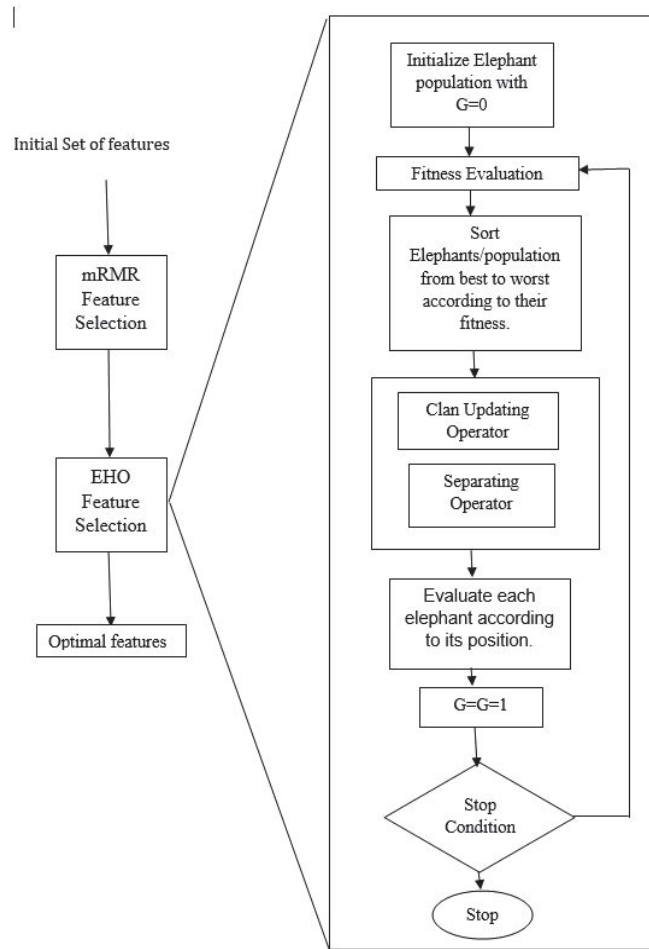 Initial Set of features
mRMR
Feature
Selection
EHO
Feature
Selection
Optimal features
Initialize Elephant
population with
G=0
Fitness Evaluation
Sort
Elephants/population
from best to worst
according to their
fitness.
Clan Updating
Operator
Separating
Operator
Evaluate each
elephant according
to its position.
G=G=1
Stop
Condition
Stop